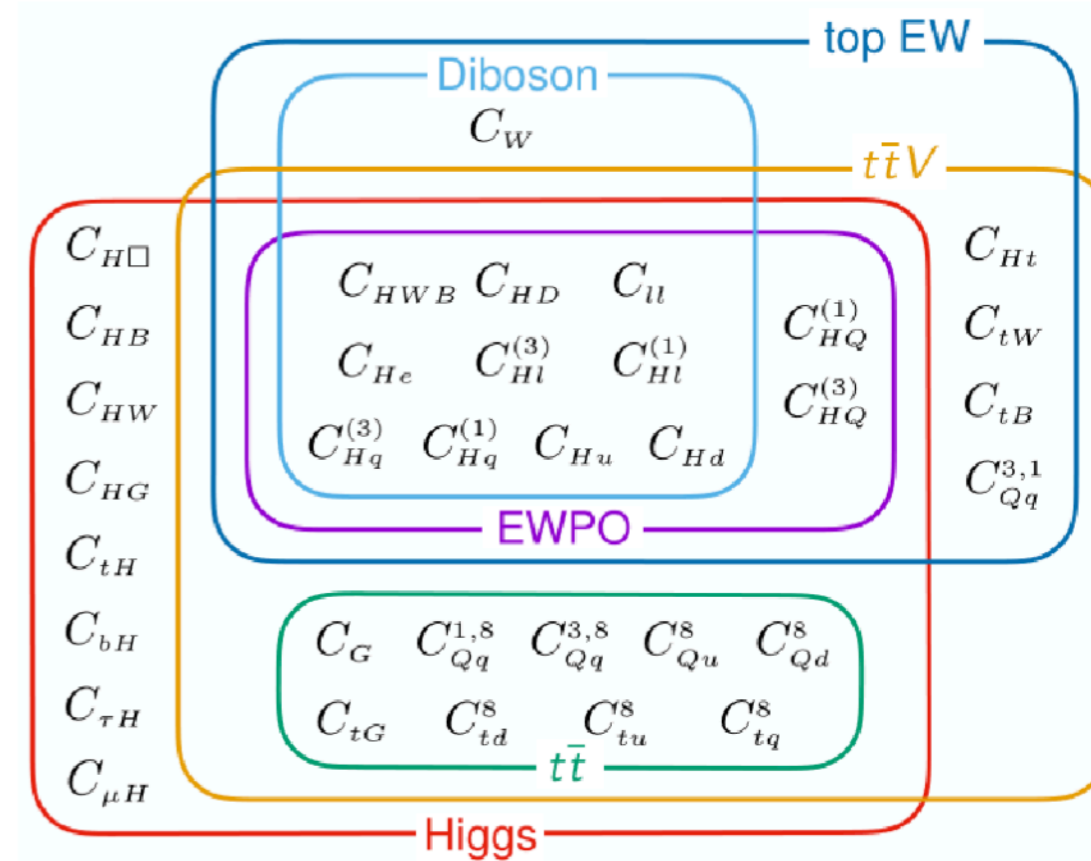 top EW
Diboson
C_W
tt̄V
C_{H□}
C_{HB}
C_{HW}
C_{HG}
C_{tH}
C_{bH}
C_{τH}
C_{μH}
C_{HWB} C_{HD} C_{ll}
C_{He} C_{Hl}^{(3)} C_{Hl}^{(1)}
C_{Hq}^{(3)} C_{Hq}^{(1)} C_{Hu} C_{Hd}
C_{HQ}^{(1)}
C_{HQ}^{(3)}
EWPO
C_{Ht}
C_{tW}
C_{tB}
C_{Qq}^{3,1}
C_G C_{Qq}^{1,8} C_{Qq}^{3,8} C_{Qu}^{8} C_{Qd}^{8}
C_{tG} C_{td}^{8} C_{tu}^{8} C_{tq}^{8}
tt̄
Higgs